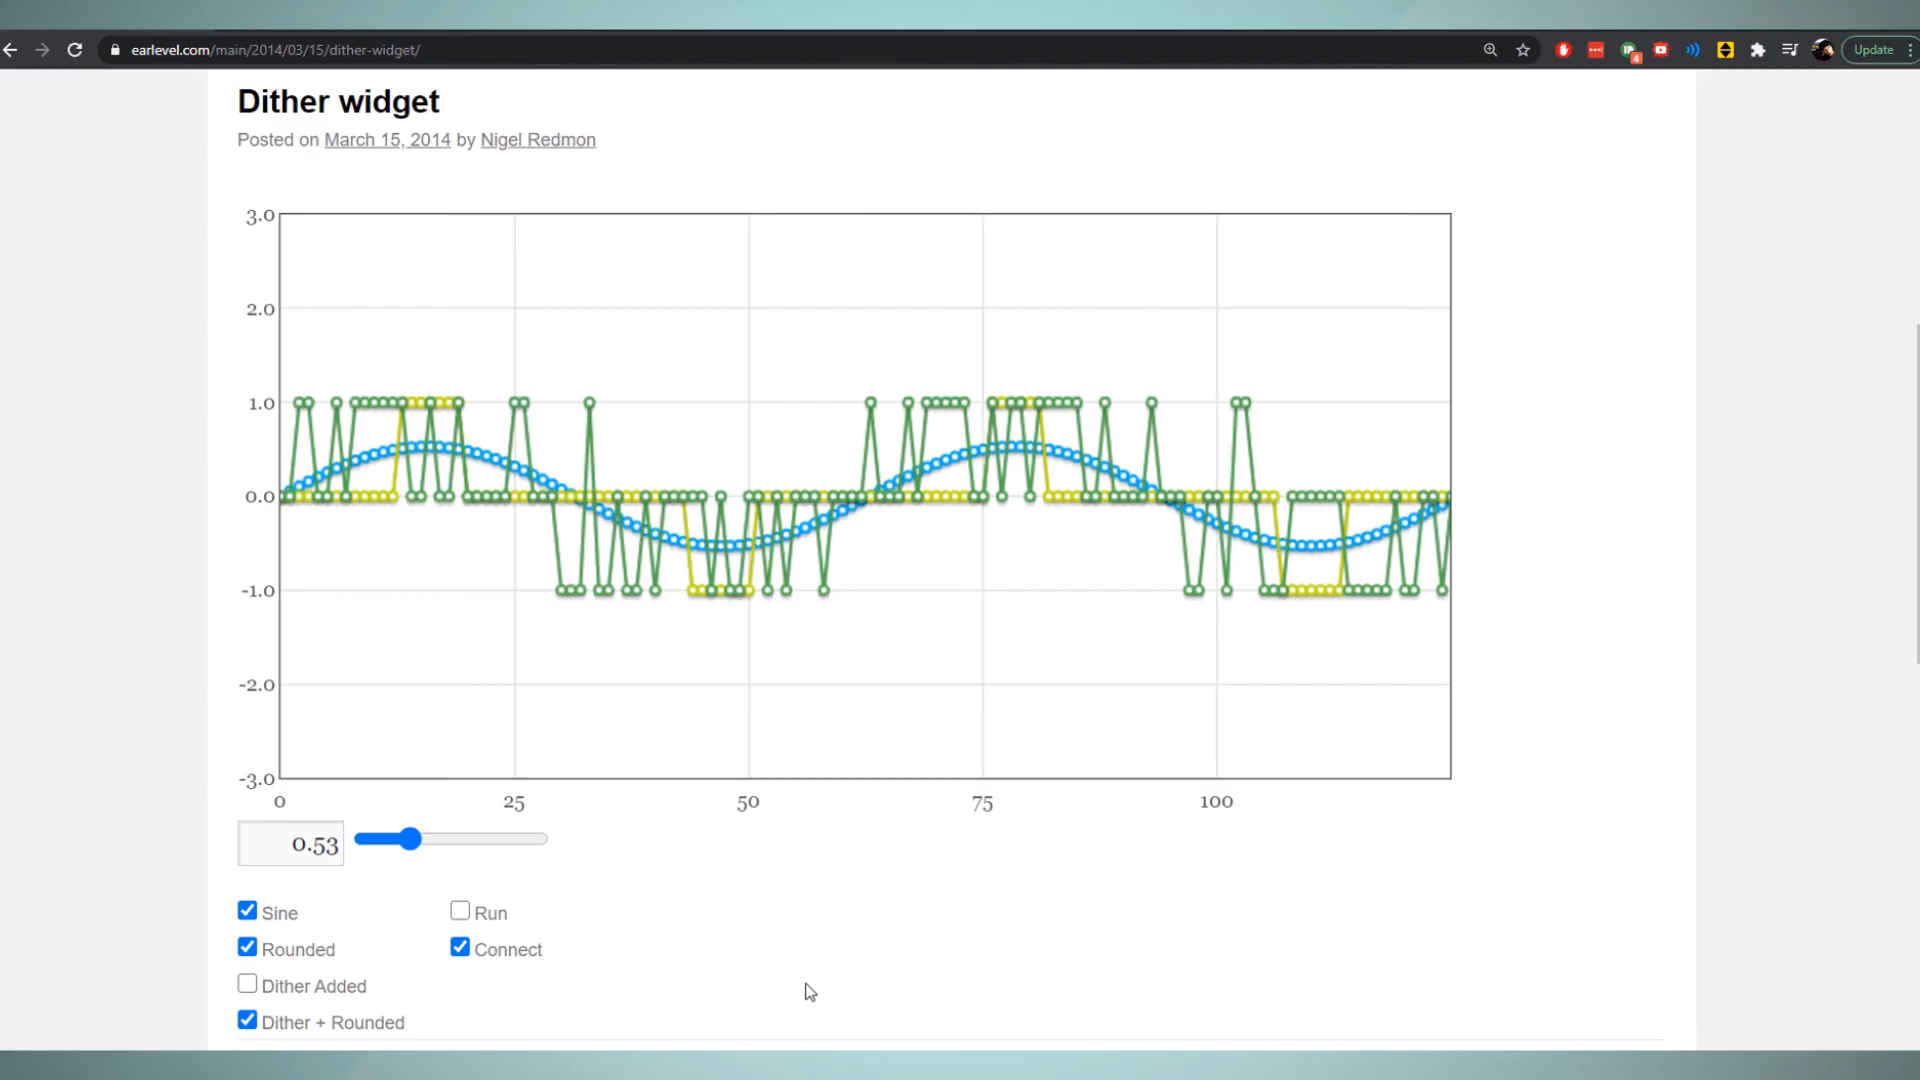 earlevel.com/main/2014/03/15/dither-widget/
4
Update
Dither widget
Posted on March 15, 2014 by Nigel Redmon
3.0
2.0
1.0
0.0
-1.0
-2.0
-3.0
0 25 50 75 100
0.53
Sine Run
Rounded Connect
Dither Added
Dither + Rounded